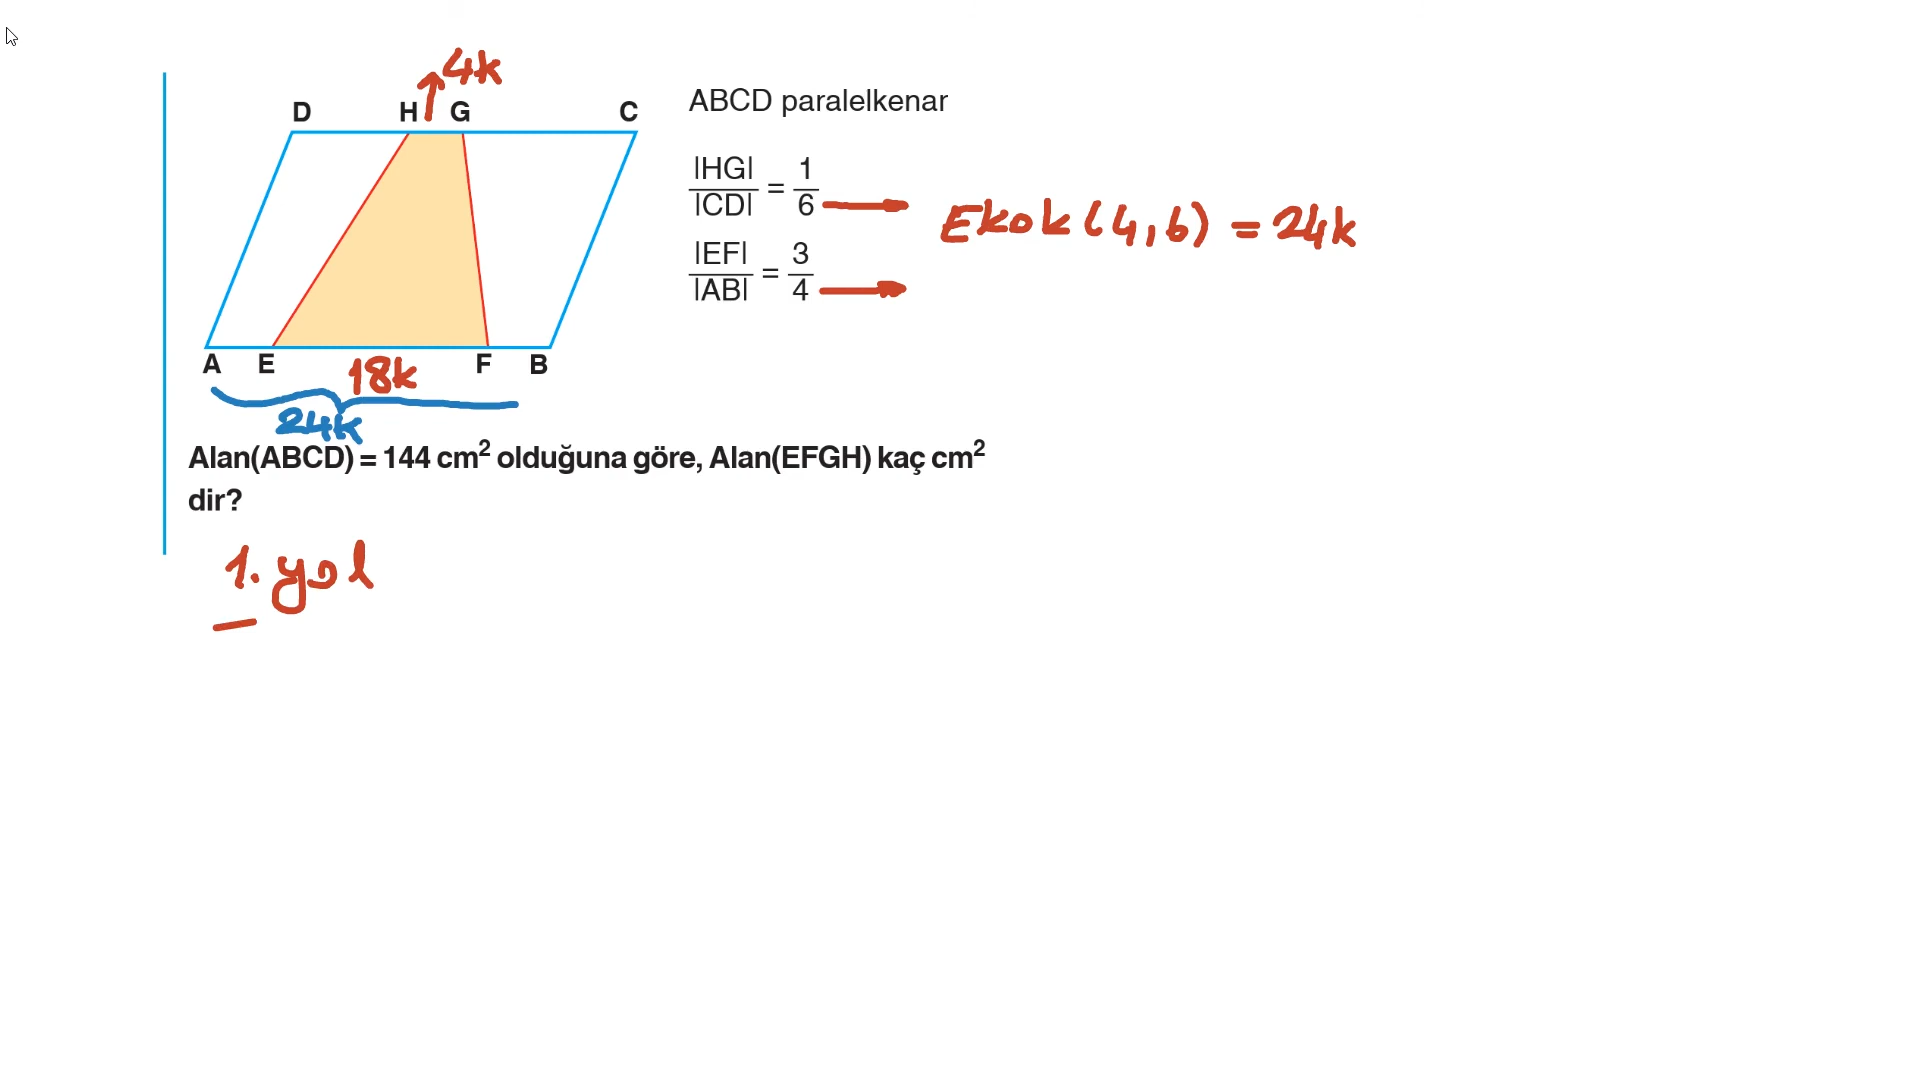 4k
D H G C
ABCD paralelkenar
|HG|
|CD|
=
1
6
Ekok (4,6) = 24k
|EF|
|AB|
=
3
4
A E F B
18k
24k
Alan(ABCD) = 144 cm² olduğuna göre, Alan(EFGH) kaç cm²
dir?
1. yol